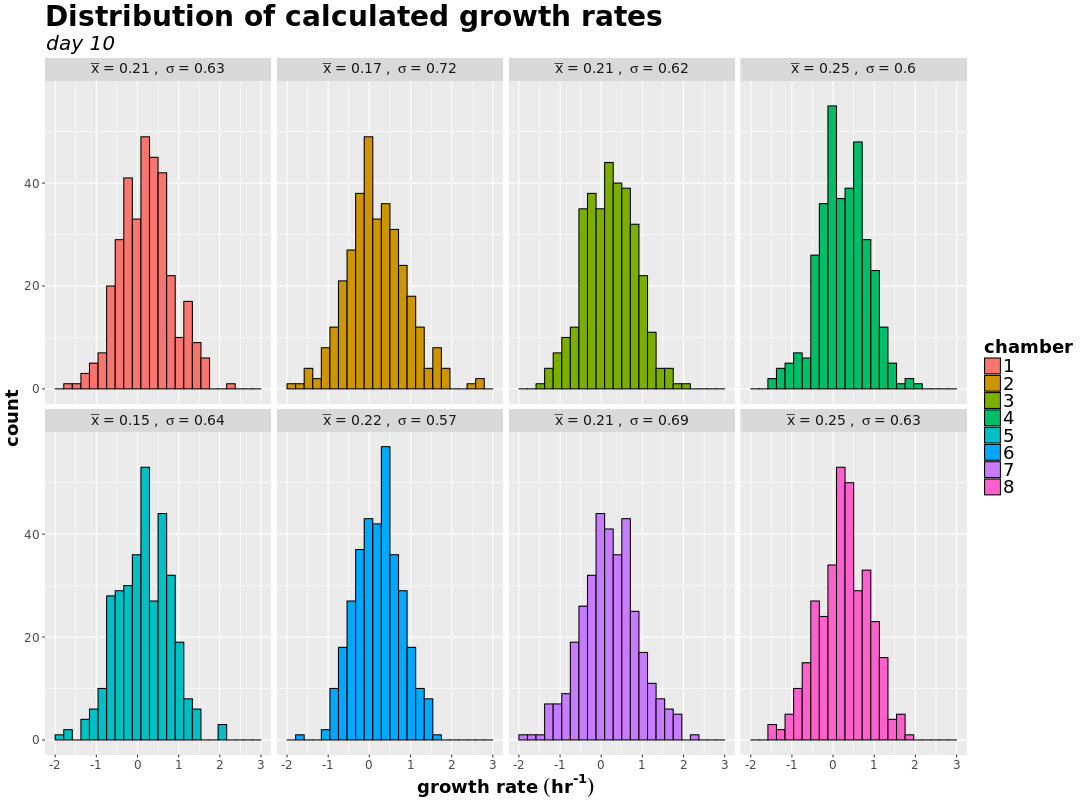 Distribution of calculated growth rates
day 10
x̅ = 0.21 , σ = 0.63
x̅ = 0.17 , σ = 0.72
x̅ = 0.21 , σ = 0.62
x̅ = 0.25 , σ = 0.6
40
20
0
x̅ = 0.15 , σ = 0.64
x̅ = 0.22 , σ = 0.57
x̅ = 0.21 , σ = 0.69
x̅ = 0.25 , σ = 0.63
40
20
0
-2 -1 0 1 2 3
-2 -1 0 1 2 3
-2 -1 0 1 2 3
-2 -1 0 1 2 3
count
growth rate (hr⁻¹)
chamber
1
2
3
4
5
6
7
8